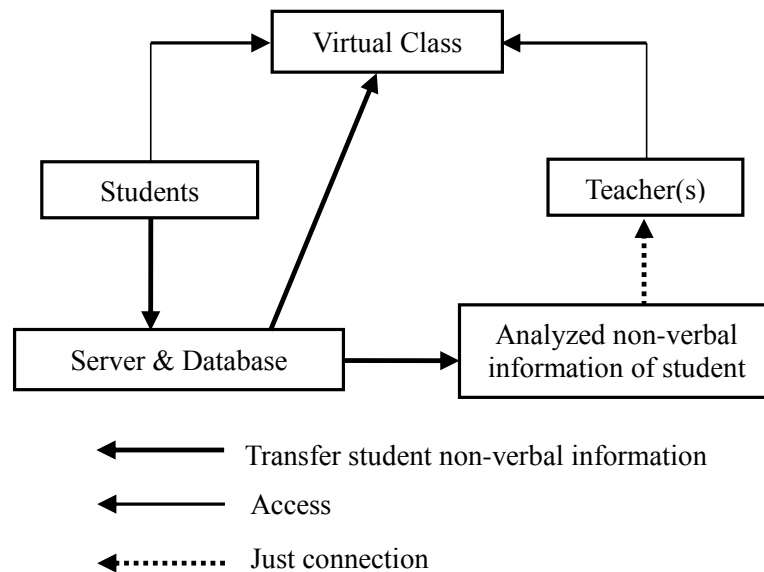 Virtual Class
Students
Teacher(s)
Server & Database
Analyzed non-verbal
information of student
Transfer student non-verbal information
Access
Just connection